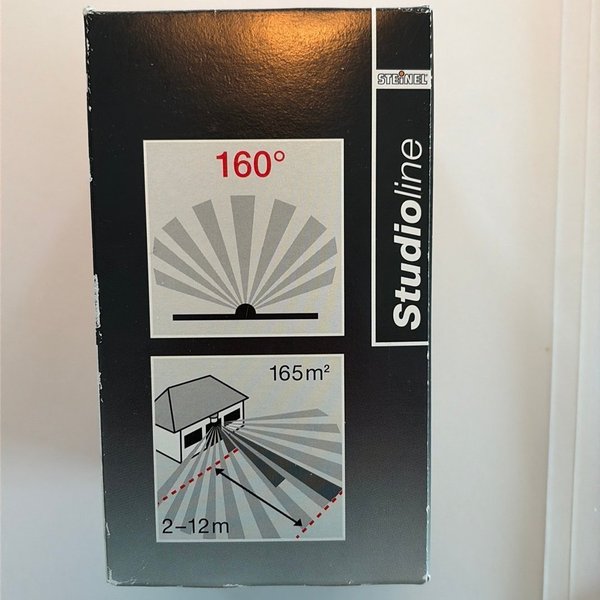 STEINEL
Studioline
160°
165m²
2–12m